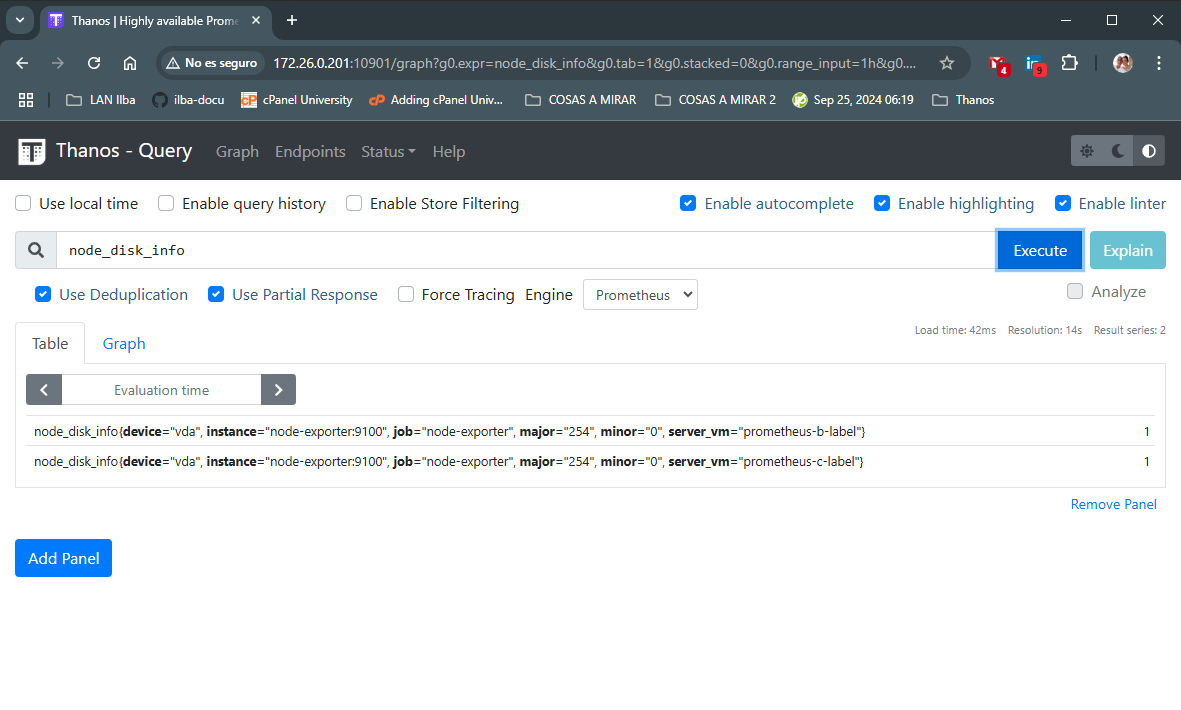 Thanos | Highly available Prome
No es seguro 172.26.0.201:10901/graph?g0.expr=node_disk_info&g0.tab=1&g0.stacked=0&g0.range_input=1h&g0....
4 9
LAN Ilba ilba-docu cPanel University Adding cPanel Univ... COSAS A MIRAR COSAS A MIRAR 2 Sep 25, 2024 06:19 Thanos
Thanos - Query Graph Endpoints Status Help
Use local time Enable query history Enable Store Filtering Enable autocomplete Enable highlighting Enable linter
node_disk_info Execute Explain
Use Deduplication Use Partial Response Force Tracing Engine Prometheus Analyze
Load time: 42ms Resolution: 14s Result series: 2
Table Graph
Evaluation time
node_disk_info{device="vda", instance="node-exporter:9100", job="node-exporter", major="254", minor="0", server_vm="prometheus-b-label"} 1
node_disk_info{device="vda", instance="node-exporter:9100", job="node-exporter", major="254", minor="0", server_vm="prometheus-c-label"} 1
Remove Panel
Add Panel